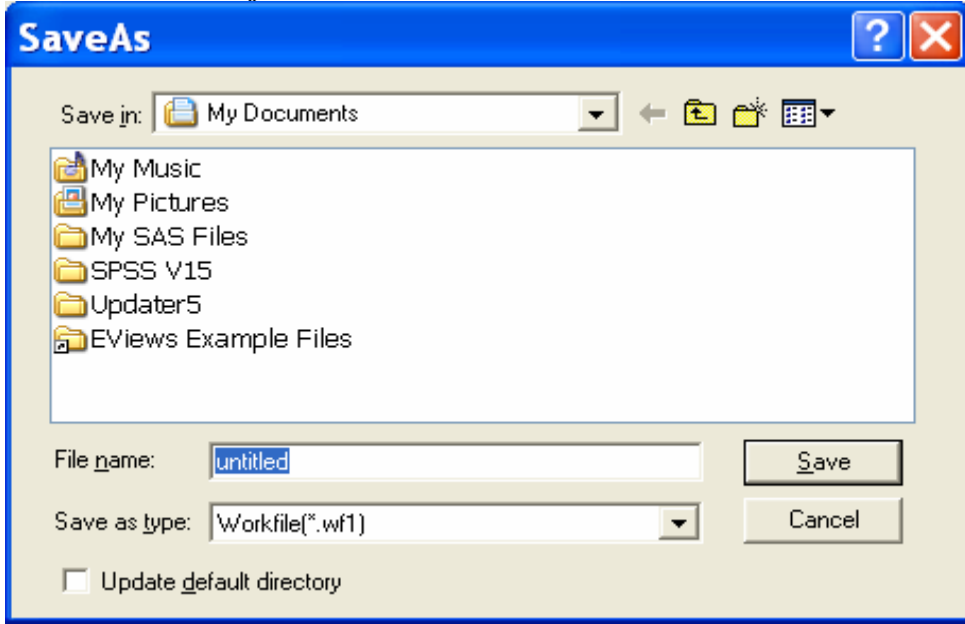 SaveAs
Save in: My Documents
My Music
My Pictures
My SAS Files
SPSS V15
Updater5
EViews Example Files
File name: untitled Save
Save as type: Workfile(*.wf1) Cancel
Update default directory